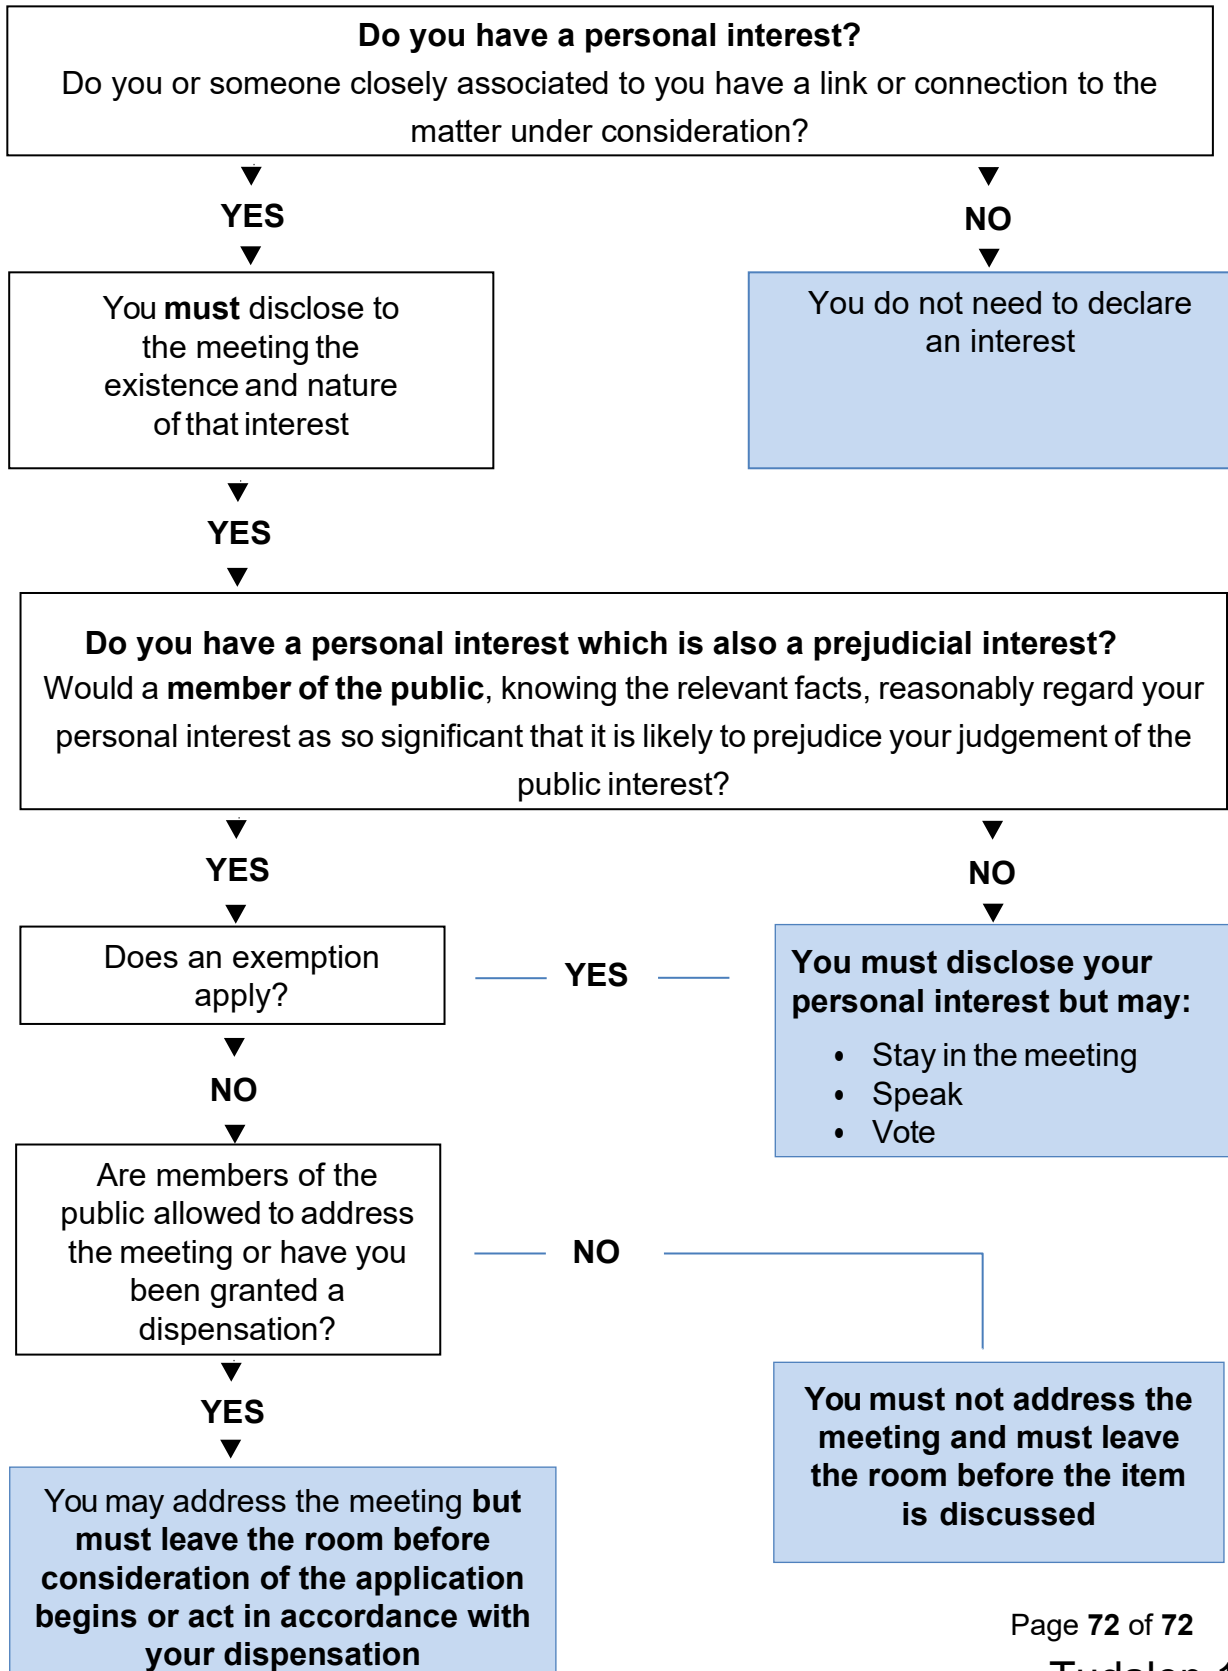 Do you have a personal interest?
Do you or someone closely associated to you have a link or connection to the
matter under consideration?
YES
NO
You must disclose to
the meeting the
existence and nature
of that interest
You do not need to declare
an interest
YES
Do you have a personal interest which is also a prejudicial interest?
Would a member of the public, knowing the relevant facts, reasonably regard your
personal interest as so significant that it is likely to prejudice your judgement of the
public interest?
YES
NO
Does an exemption
apply?
YES
You must disclose your
personal interest but may:
• Stay in the meeting
• Speak
• Vote
NO
Are members of the
public allowed to address
the meeting or have you
been granted a
dispensation?
NO
YES
You must not address the
meeting and must leave
the room before the item
is discussed
You may address the meeting but
must leave the room before
consideration of the application
begins or act in accordance with
your dispensation
Page 72 of 72